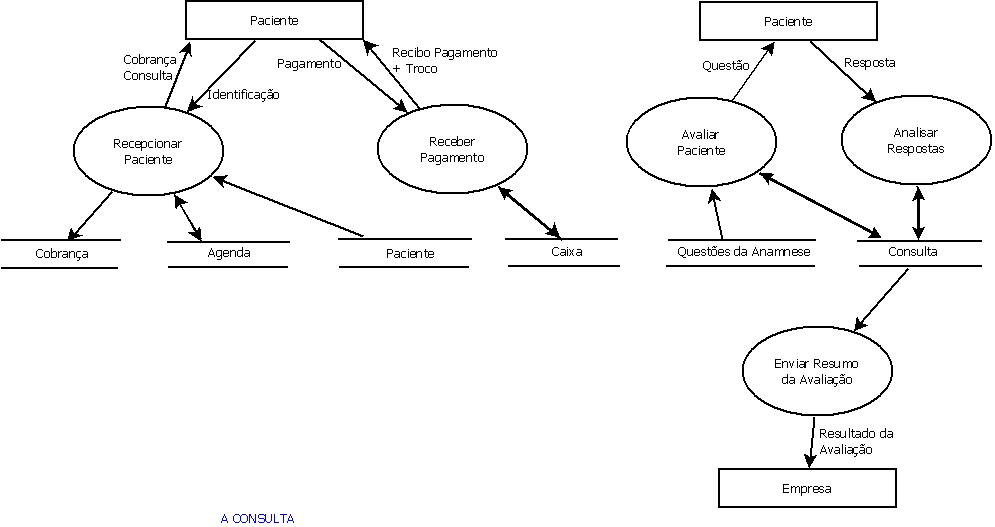 Paciente
Cobrança
Consulta
Identificação
Pagamento
Recibo Pagamento
+ Troco
Recepcionar
Paciente
Receber
Pagamento
Cobrança
Agenda
Paciente
Caixa
Paciente
Questão
Resposta
Avaliar
Paciente
Analisar
Respostas
Questões da Anamnese
Consulta
Enviar Resumo
da Avaliação
Resultado da
Avaliação
Empresa
A CONSULTA